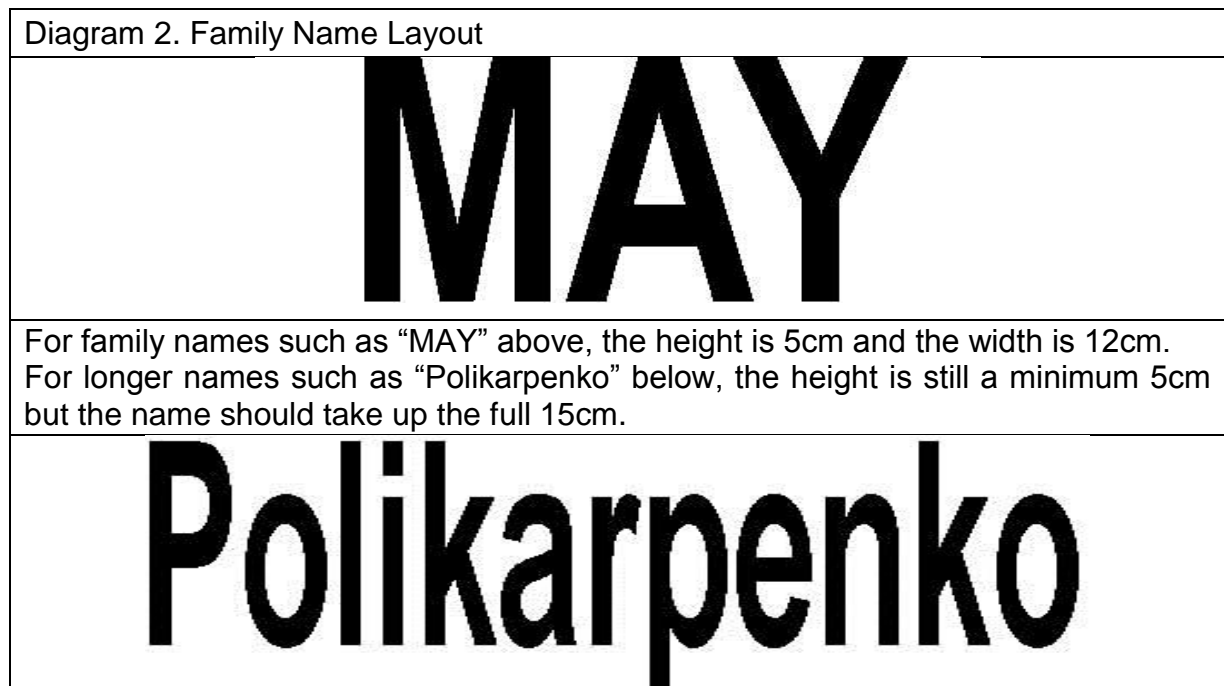 Diagram 2. Family Name Layout
MAY
For family names such as “MAY” above, the height is 5cm and the width is 12cm.
For longer names such as “Polikarpenko” below, the height is still a minimum 5cm
but the name should take up the full 15cm.
Polikarpenko